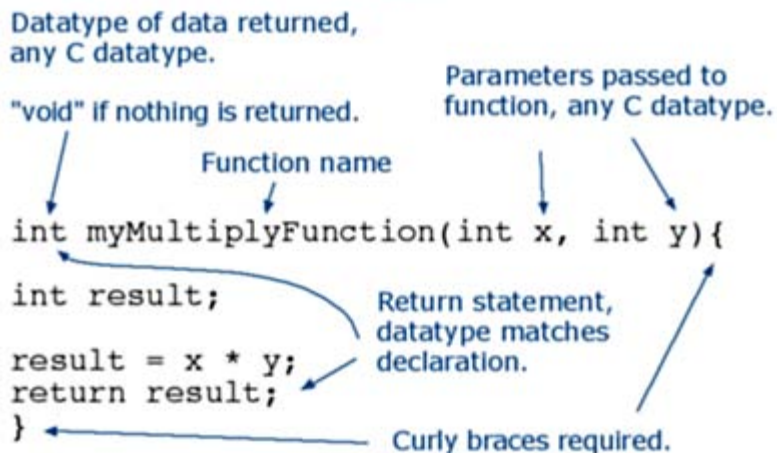 Datatype of data returned,
any C datatype.
"void" if nothing is returned.
Parameters passed to
function, any C datatype.
Function name
int myMultiplyFunction(int x, int y){
int result;
Return statement,
datatype matches
declaration.
result = x * y;
return result;
}
Curly braces required.